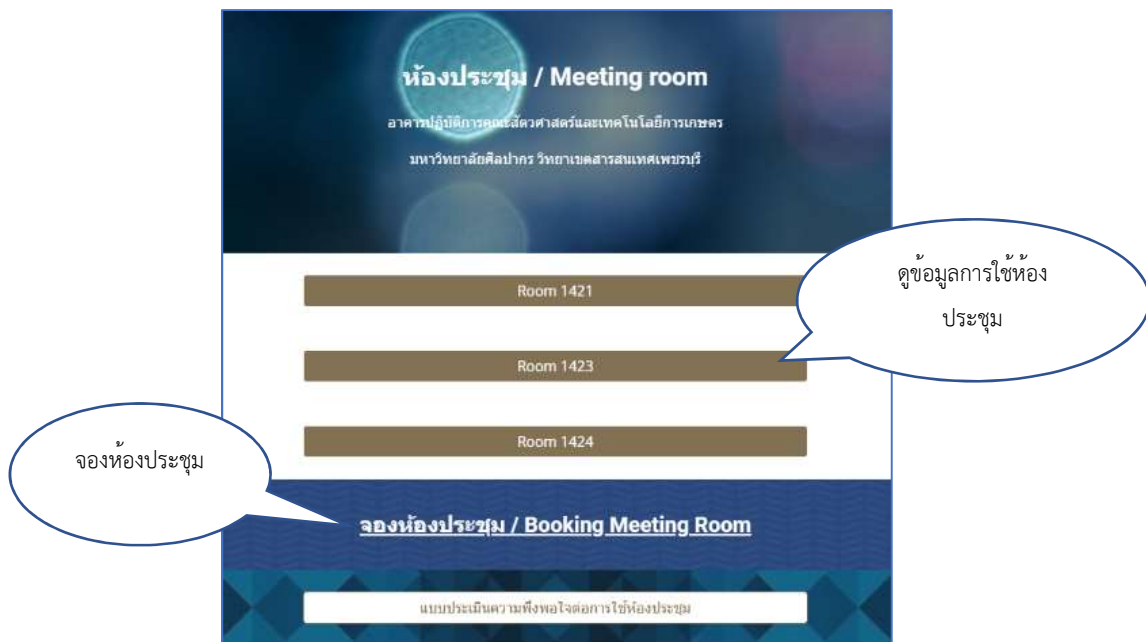 ห้องประชุม / Meeting room
อาคารปฏิบัติการคณะสัตวศาสตร์และเทคโนโลยีการเกษตร
มหาวิทยาลัยศิลปากร วิทยาเขตสารสนเทศเพชรบุรี
ดูข้อมูลการใช้ห้อง
ประชุม
Room 1421
Room 1423
Room 1424
จองห้องประชุม
จองห้องประชุม / Booking Meeting Room
แบบประเมินความพึงพอใจต่อการใช้ห้องประชุม